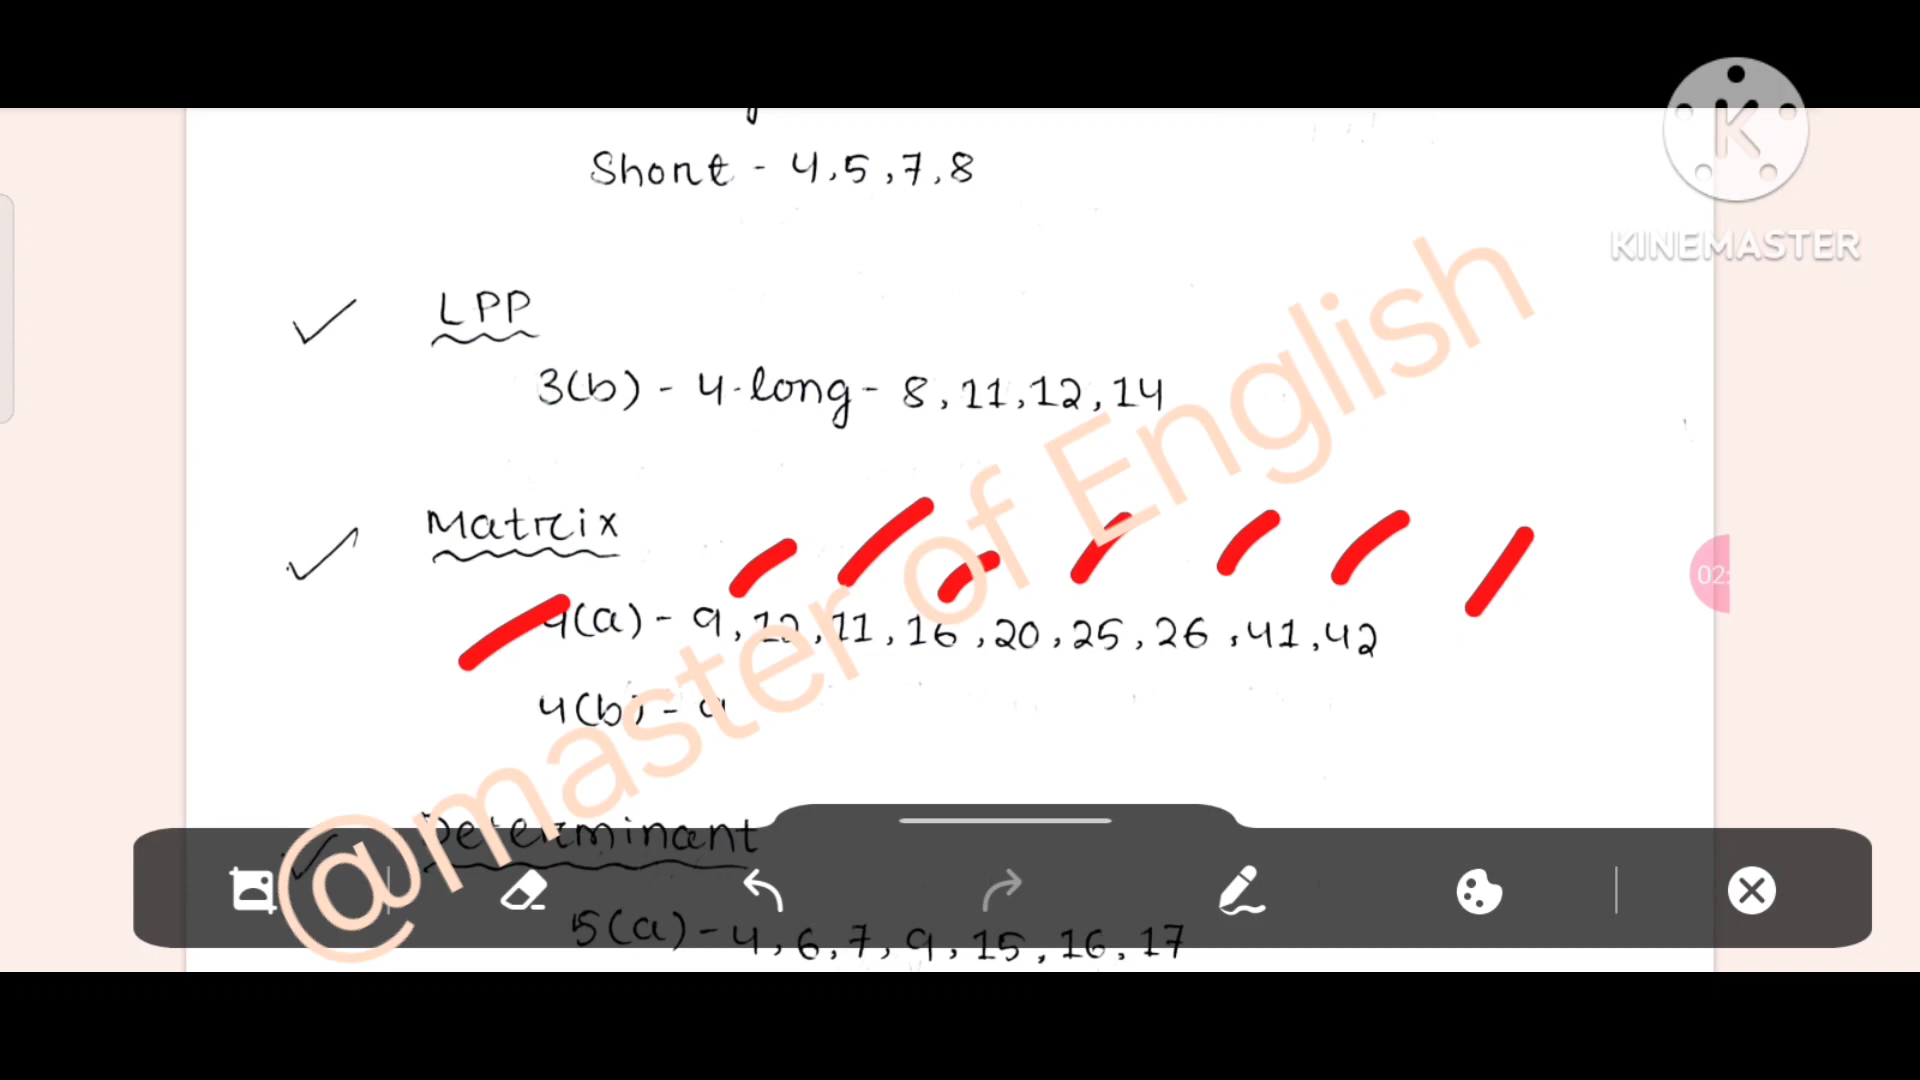 KINEMASTER
Short - 4,5,7,8
LPP
3(b) - 4-long - 8,11,12,14
Matrix
4(a) - 9, 11, 16, 20, 25, 26, 41, 42
4(b) - 9
Determinant
5(a) - 4, 6, 7, 9, 15, 16, 17
@master of English